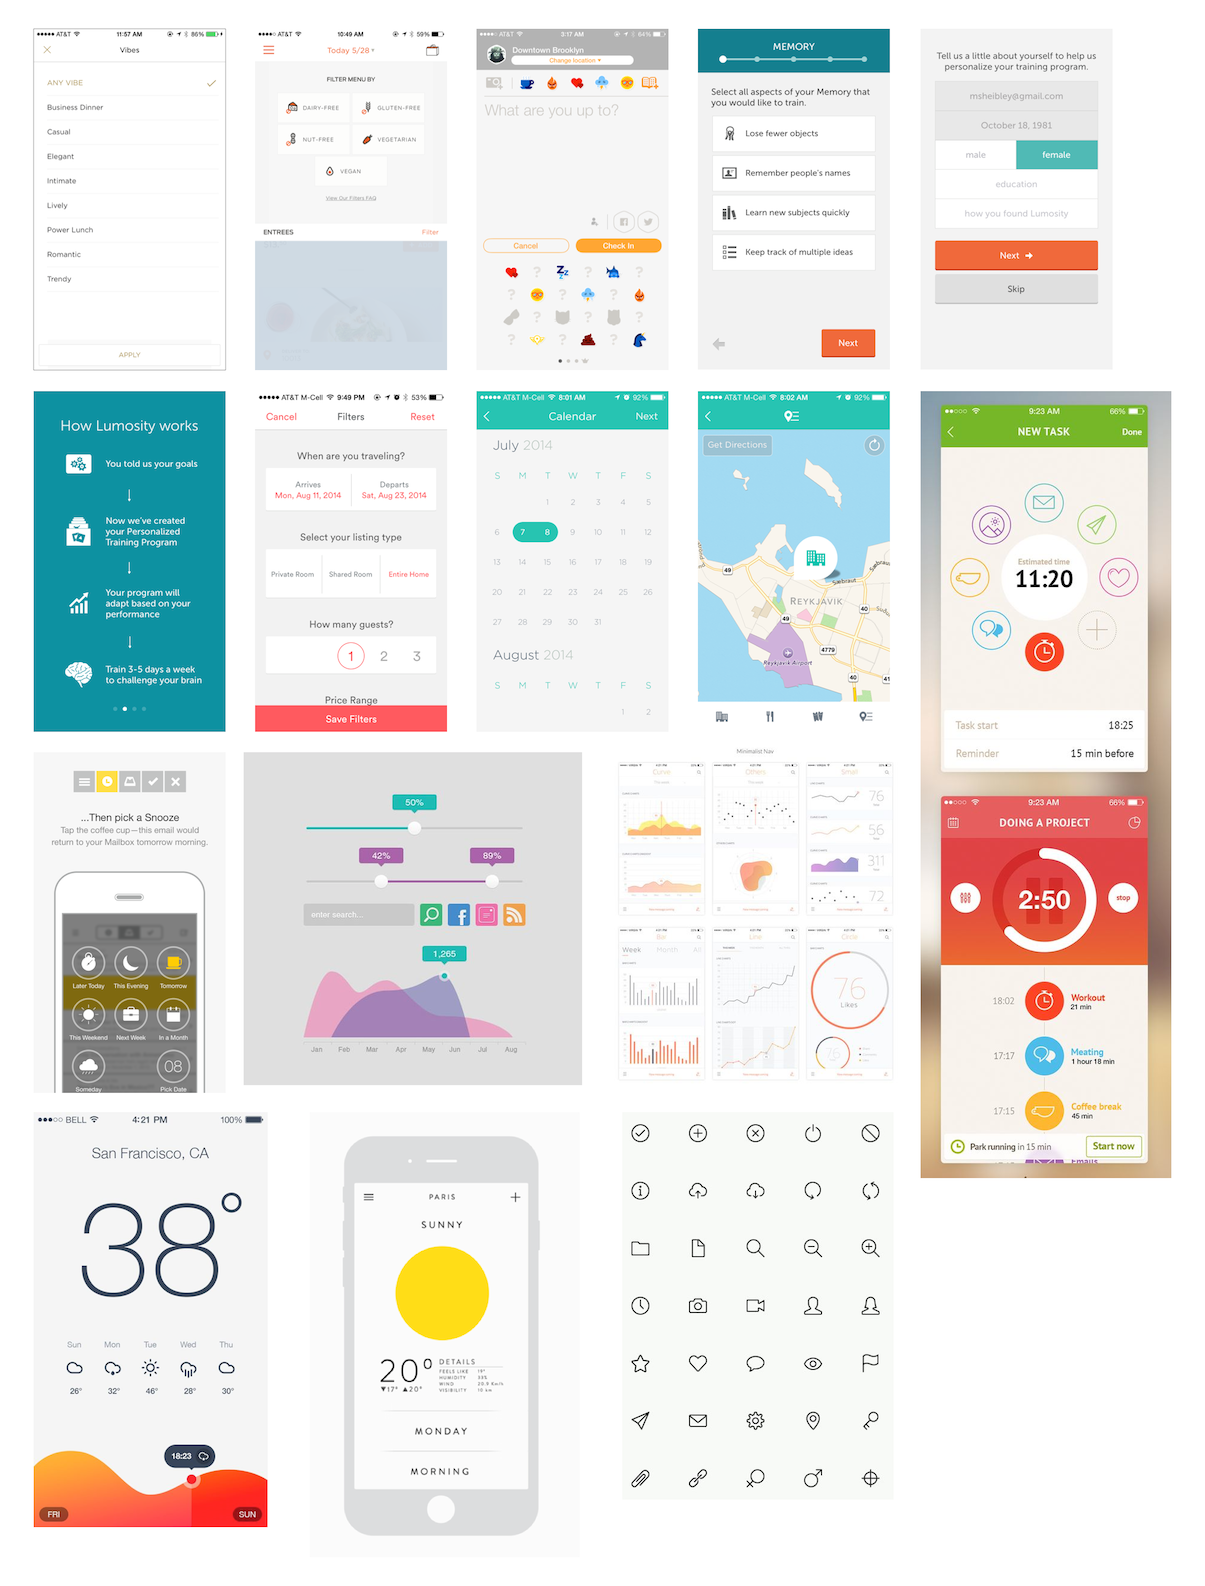 AT&T 11:57 AM 86%
Vibes
ANY VIBE
Business Dinner
Casual
Elegant
Intimate
Lively
Power Lunch
Romantic
Trendy
APPLY
AT&T 10:49 AM 59%
Today 5/28
FILTER MENU BY
DAIRY-FREE
GLUTEN-FREE
NUT-FREE
VEGETARIAN
VEGAN
View Our Filters FAQ
ENTREES
Filter
AT&T 3:17 AM 84%
Downtown Brooklyn
Change location
What are you up to?
Cancel
Check In
MEMORY
Select all aspects of your Memory that
you would like to train.
Lose fewer objects
Remember people's names
Learn new subjects quickly
Keep track of multiple ideas
Next
Tell us a little about yourself to help us
personalize your training program.
msheibley@gmail.com
October 18, 1981
male
female
education
how you found Lumosity
Next
Skip
How Lumosity works
You told us your goals
Now we've created
your Personalized
Training Program
Your program will
adapt based on your
performance
Train 3-5 days a week
to challenge your brain
AT&T M-Cell 9:49 PM 53%
Cancel
Filters
Reset
When are you traveling?
Arrives
Mon, Aug 11, 2014
Departs
Sat, Aug 23, 2014
Select your listing type
Private Room
Shared Room
Entire Home
How many guests?
1 2 3
Price Range
Save Filters
AT&T M-Cell 8:01 AM 92%
Calendar
Next
July 2014
S M T W T F S
1 2 3 4 5
6 7 8 9 10 11 12
13 14 15 16 17 18 19
20 21 22 23 24 25 26
27 28 29 30 31
August 2014
S M T W T F S
1 2
AT&T M-Cell 8:02 AM 92%
Get Directions
49
Sæbraut
Sæbraut
REYKJAVIK
49
49
4779
40
40
41
Reykjavik Airport
9:23 AM 66%
NEW TASK
Done
Estimated time
11:20
Task start 18:25
Reminder 15 min before
9:23 AM 66%
DOING A PROJECT
2:50
stop
18:02 Workout
21 min
17:17 Meating
1 hour 18 min
17:15 Coffee break
45 min
Park running in 15 min
Start now
Emails
...Then pick a Snooze
Tap the coffee cup—this email would
return to your Mailbox tomorrow morning.
Later Today
This Evening
Tomorrow
This Weekend
Next Week
In a Month
08
Someday
Pick Date
50%
42%
89%
enter search...
1,265
Jan Feb Mar Apr May Jun Jul Aug
Minimalist Nav
Curve
Others
Small
76
56
311
72
Bar
Week Month All
Line
Circle
76
Likes
BELL 4:21 PM 100%
San Francisco, CA
38°
Sun Mon Tue Wed Thu
26° 32° 46° 28° 30°
18:23
FRI
SUN
PARIS
SUNNY
20°
▼17° ▲20°
DETAILS
FEELS LIKE 19°
HUMIDITY 33%
WIND 20.9 Km/h
VISIBILITY 10 km
MONDAY
MORNING